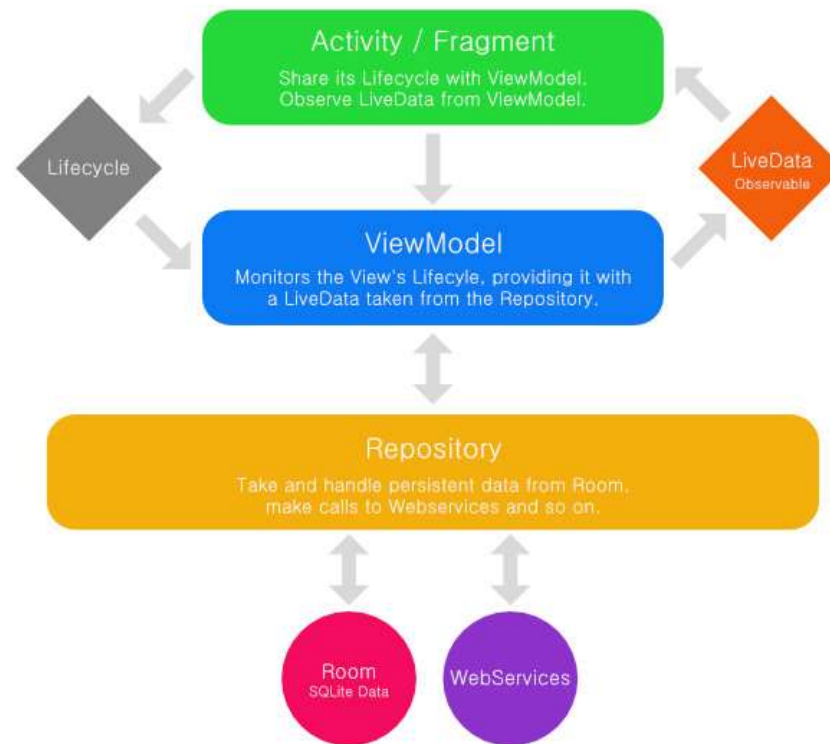 Activity / Fragment
Share its Lifecycle with ViewModel.
Observe LiveData from ViewModel.
Lifecycle
LiveData
Observable
ViewModel
Monitors the View's Lifecyle, providing it with
a LiveData taken from the Repository.
Repository
Take and handle persistent data from Room,
make calls to Webservices and so on.
Room
SQLite Data
WebServices